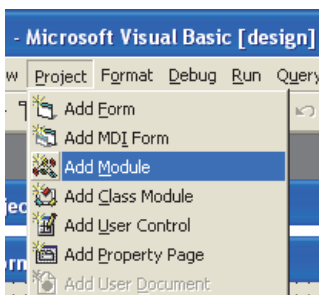 - Microsoft Visual Basic [design]
Project Format Debug Run Query
Add Form
Add MDI Form
Add Module
Add Class Module
Add User Control
Add Property Page
Add User Document